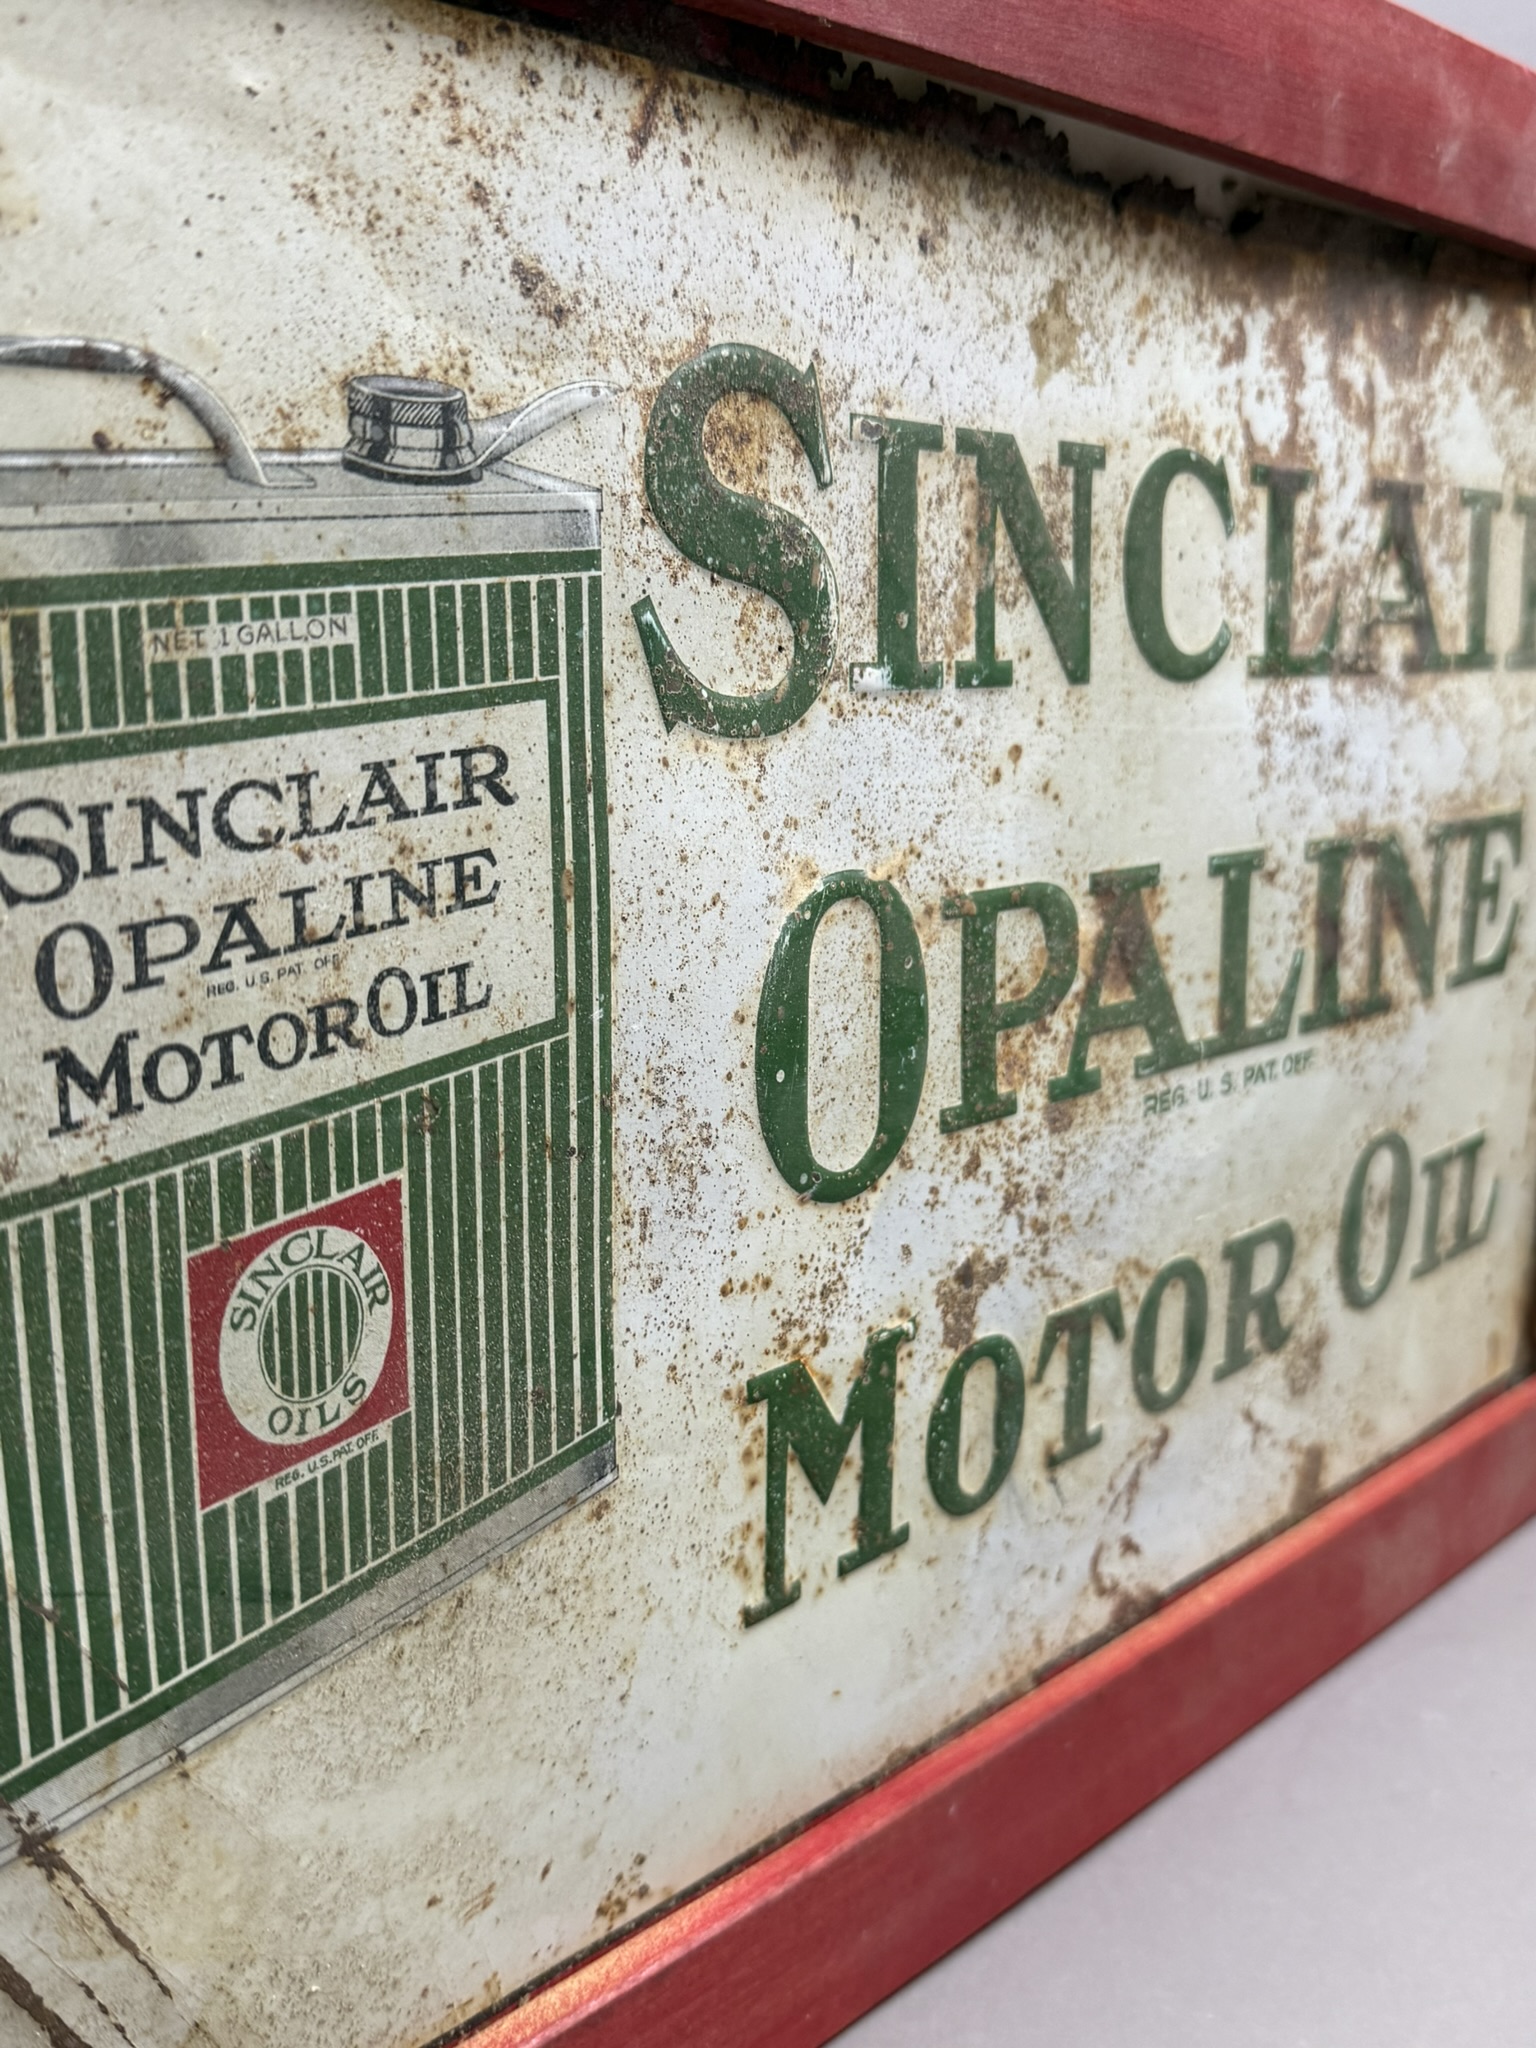 NET 1 GALLON
SINCLAIR
OPALINE
REG. U.S. PAT. OFF.
MOTOR OIL
SINCLAIR
OILS
REG. U.S. PAT. OFF.
SINCLAIR
OPALINE
REG. U. S. PAT. OFF.
MOTOR OIL